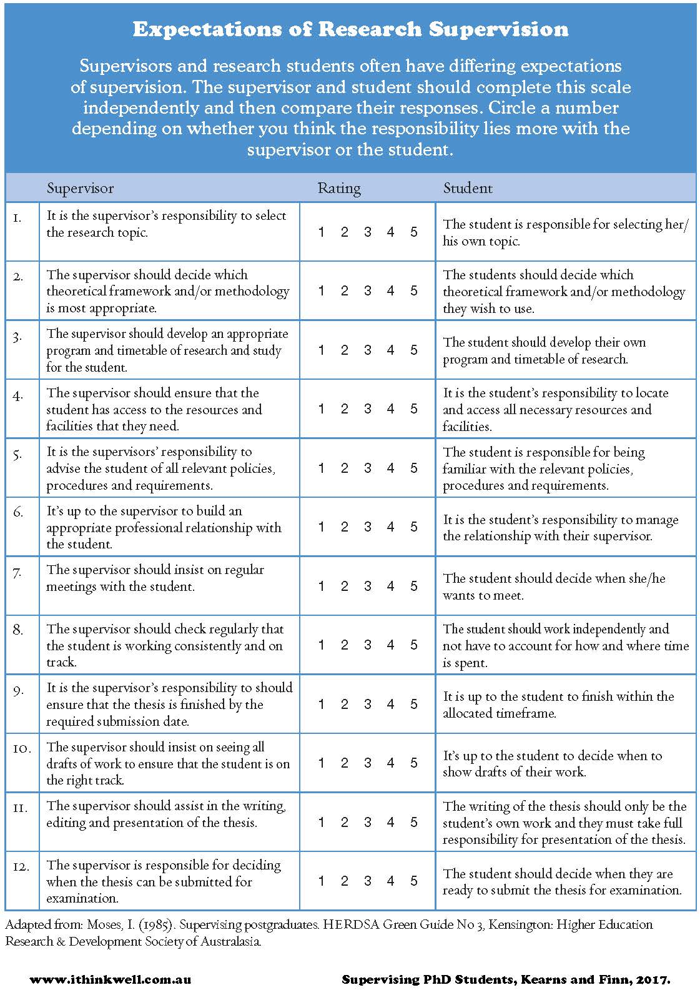 Expectations of Research Supervision
Supervisors and research students often have differing expectations
of supervision. The supervisor and student should complete this scale
independently and then compare their responses. Circle a number
depending on whether you think the responsibility lies more with the
supervisor or the student.
Supervisor Rating Student
1.
It is the supervisor's responsibility to select
the research topic.
1 2 3 4 5
The student is responsible for selecting her/
his own topic.
2.
The supervisor should decide which
theoretical framework and/or methodology
is most appropriate.
1 2 3 4 5
The students should decide which
theoretical framework and/or methodology
they wish to use.
3.
The supervisor should develop an appropriate
program and timetable of research and study
for the student.
1 2 3 4 5
The student should develop their own
program and timetable of research.
4.
The supervisor should ensure that the
student has access to the resources and
facilities that they need.
1 2 3 4 5
It is the student's responsibility to locate
and access all necessary resources and
facilities.
5.
It is the supervisors' responsibility to
advise the student of all relevant policies,
procedures and requirements.
1 2 3 4 5
The student is responsible for being
familiar with the relevant policies,
procedures and requirements.
6.
It's up to the supervisor to build an
appropriate professional relationship with
the student.
1 2 3 4 5
It is the student's responsibility to manage
the relationship with their supervisor.
7.
The supervisor should insist on regular
meetings with the student.
1 2 3 4 5
The student should decide when she/he
wants to meet.
8.
The supervisor should check regularly that
the student is working consistently and on
track.
1 2 3 4 5
The student should work independently and
not have to account for how and where time
is spent.
9.
It is the supervisor's responsibility to should
ensure that the thesis is finished by the
required submission date.
1 2 3 4 5
It is up to the student to finish within the
allocated timeframe.
10.
The supervisor should insist on seeing all
drafts of work to ensure that the student is on
the right track.
1 2 3 4 5
It's up to the student to decide when to
show drafts of their work.
11.
The supervisor should assist in the writing,
editing and presentation of the thesis.
1 2 3 4 5
The writing of the thesis should only be the
student's own work and they must take full
responsibility for presentation of the thesis.
12.
The supervisor is responsible for deciding
when the thesis can be submitted for
examination.
1 2 3 4 5
The student should decide when they are
ready to submit the thesis for examination.
Adapted from: Moses, I. (1985). Supervising postgraduates. HERDSA Green Guide No 3, Kensington: Higher Education
Research & Development Society of Australasia.
www.ithinkwell.com.au
Supervising PhD Students, Kearns and Finn, 2017.